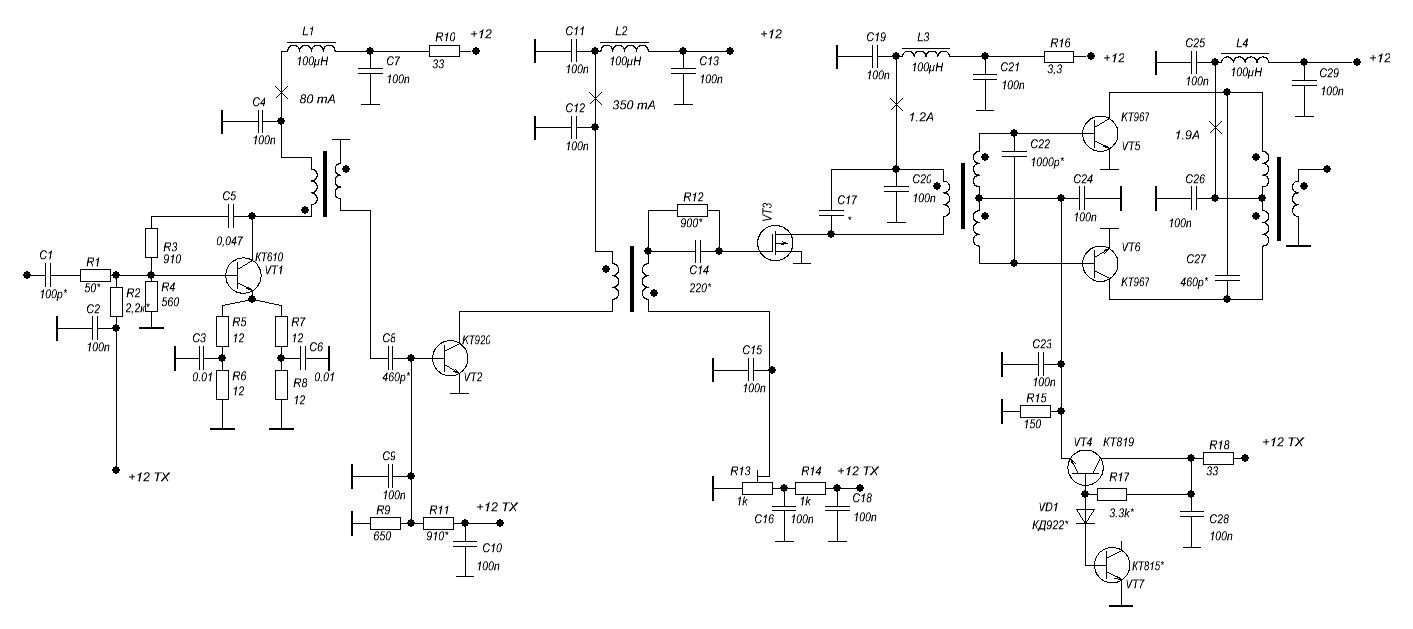 L1
100µH
R10
33
+12
C7
100n
80 mA
C4
100n
C5
0,047
R3
910
KT610
VT1
C1
100p*
R1
50*
R2
2,2к*
R4
560
C2
100n
R5
12
R7
12
C3
0.01
C6
0.01
R6
12
R8
12
+12 TX
C11
100n
L2
100µH
C13
100n
+12
350 mA
C12
100n
R12
900*
C14
220*
VT3
C8
460p*
KT920
VT2
C15
100n
C9
100n
R9
650
R11
910*
+12 TX
C10
100n
R13
1k
R14
1k
+12 TX
C16
100n
C18
100n
C19
100n
L3
100µH
C21
100n
R16
3,3
+12
1.2A
C17
*
C20
100n
C22
1000p*
KT967
VT5
C24
100n
VT6
KT967
C25
100n
L4
100µH
C29
100n
+12
1.9A
C26
100n
C27
460p*
C23
100n
R15
150
VT4
KT819
R18
33
+12 TX
R17
3.3k*
VD1
КД922*
C28
100n
KT815*
VT7